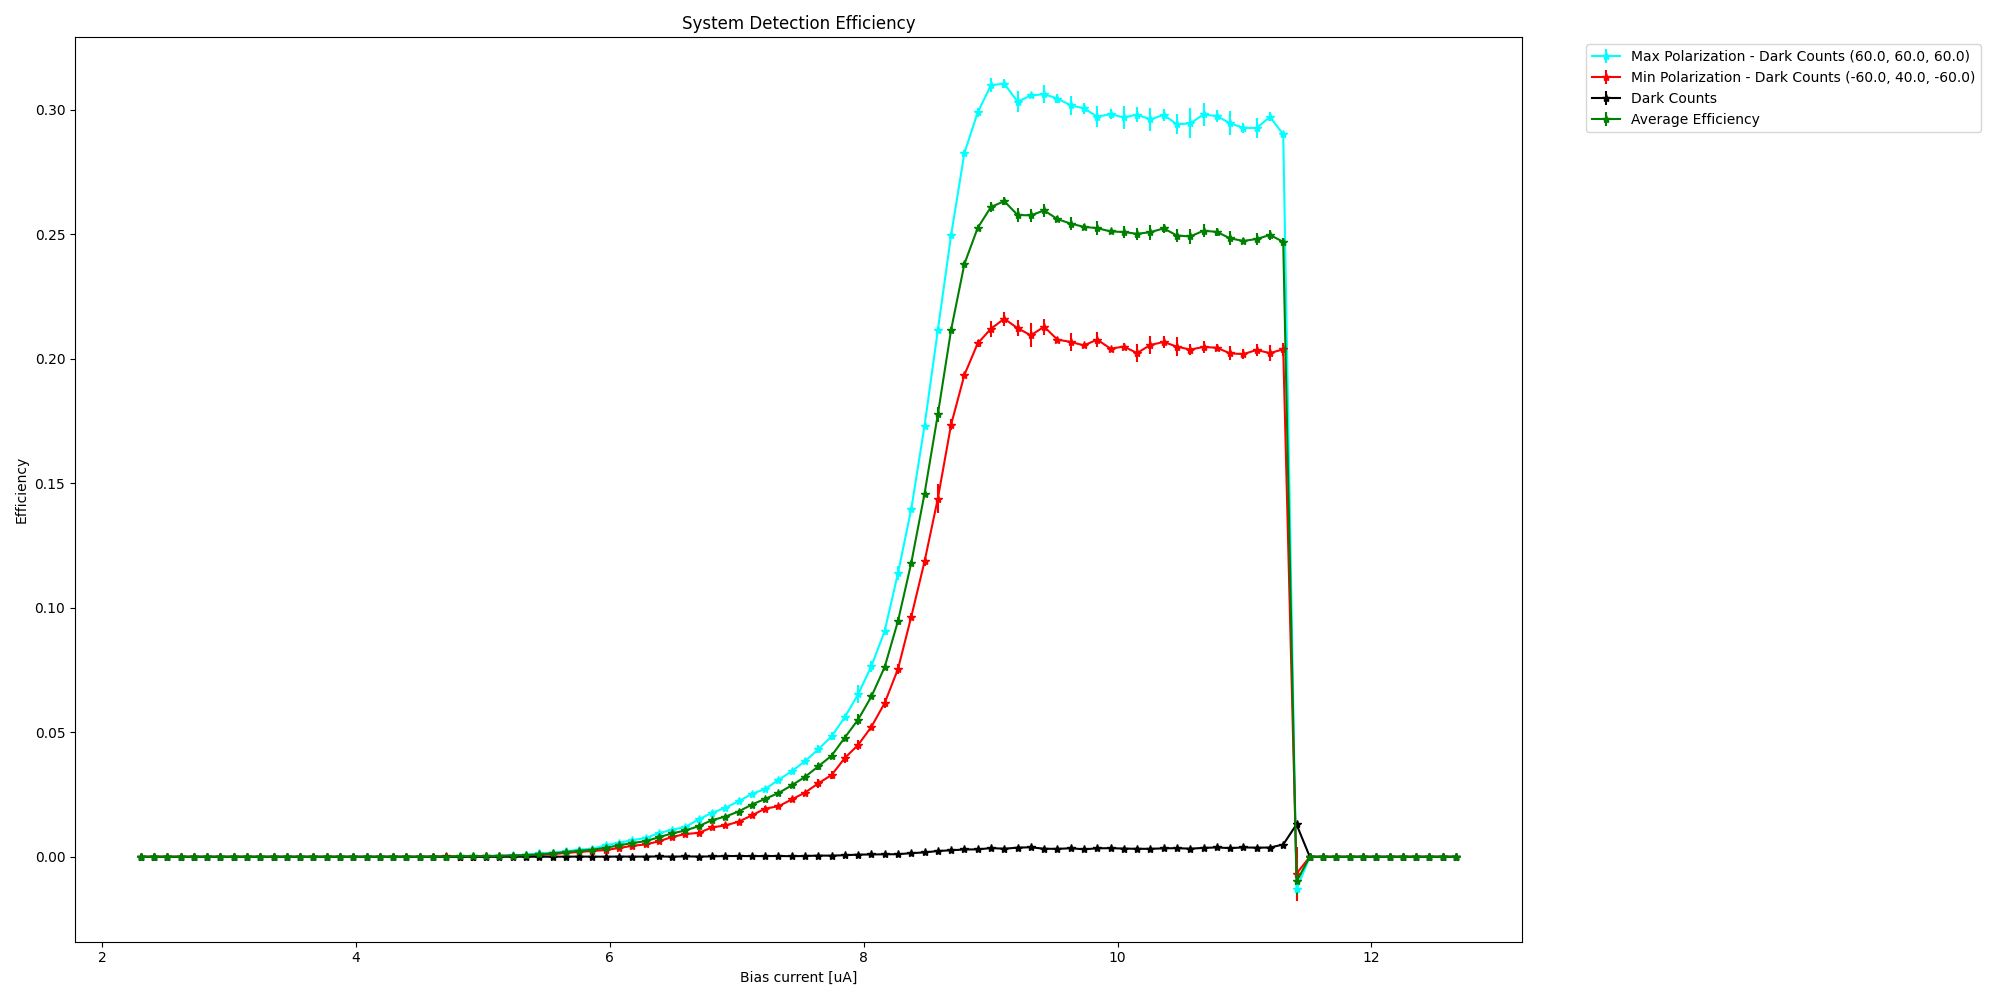 System Detection Efficiency
Max Polarization - Dark Counts (60.0, 60.0, 60.0)
Min Polarization - Dark Counts (-60.0, 40.0, -60.0)
Dark Counts
Average Efficiency
0.30
0.25
0.20
0.15
0.10
0.05
0.00
Efficiency
2 4 6 8 10 12
Bias current [uA]